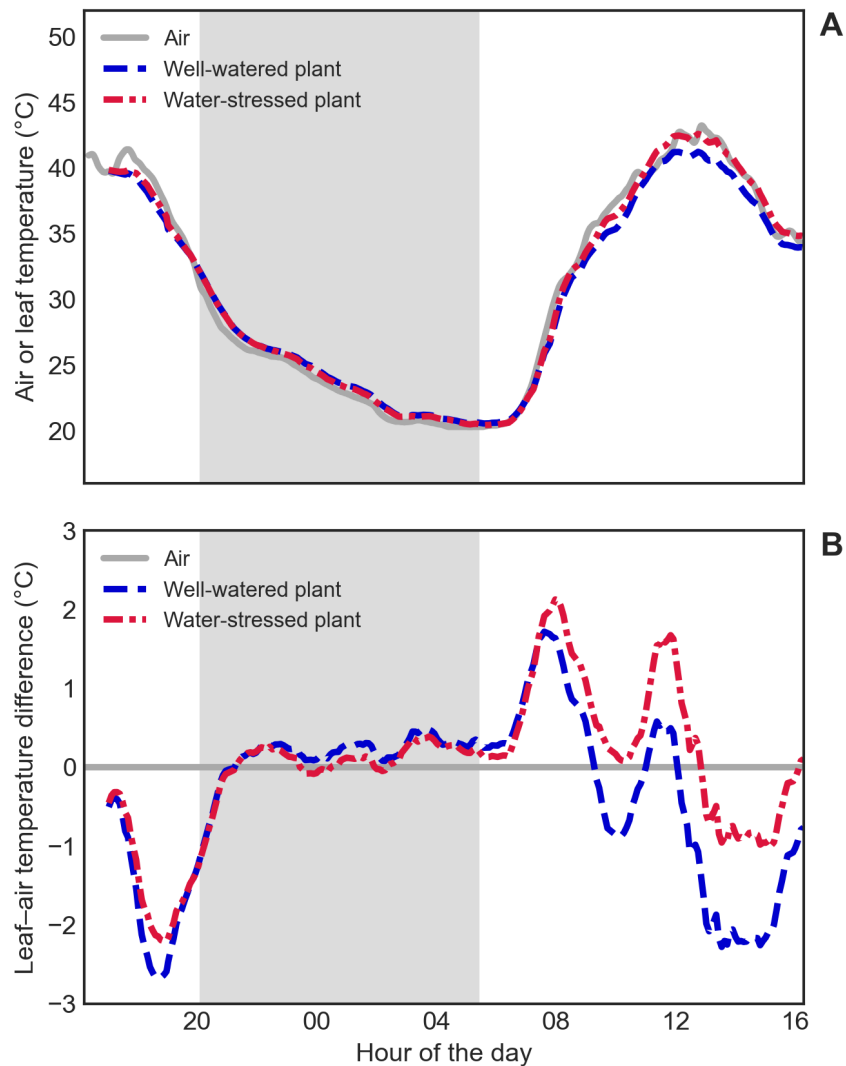 A
Air
Well-watered plant
Water-stressed plant
Air or leaf temperature (°C)
50
45
40
35
30
25
20
B
Air
Well-watered plant
Water-stressed plant
Leaf–air temperature difference (°C)
3
2
1
0
−1
−2
−3
20 00 04 08 12 16
Hour of the day